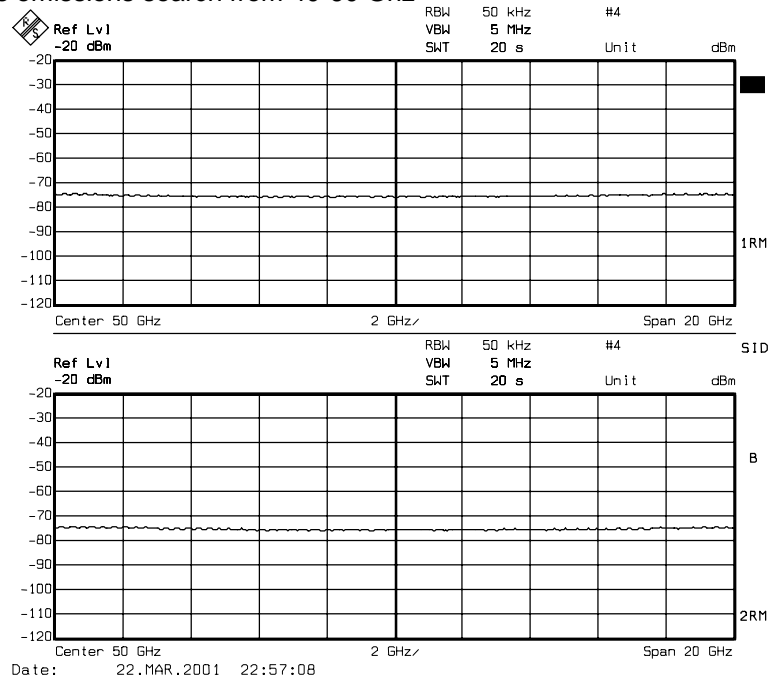 emissions search from 40-60 GHz
RBW 50 kHz #4
Ref Lvl VBW 5 MHz
-20 dBm SWT 20 s Unit dBm
-20
-30
-40
-50
-60
-70
-80
-90
-100
-110
-120
1RM
Center 50 GHz 2 GHz/ Span 20 GHz
RBW 50 kHz #4 SID
Ref Lvl VBW 5 MHz
-20 dBm SWT 20 s Unit dBm
-20
-30
-40
-50
-60
-70
-80
-90
-100
-110
-120
B
2RM
Center 50 GHz 2 GHz/ Span 20 GHz
Date: 22.MAR.2001 22:57:08